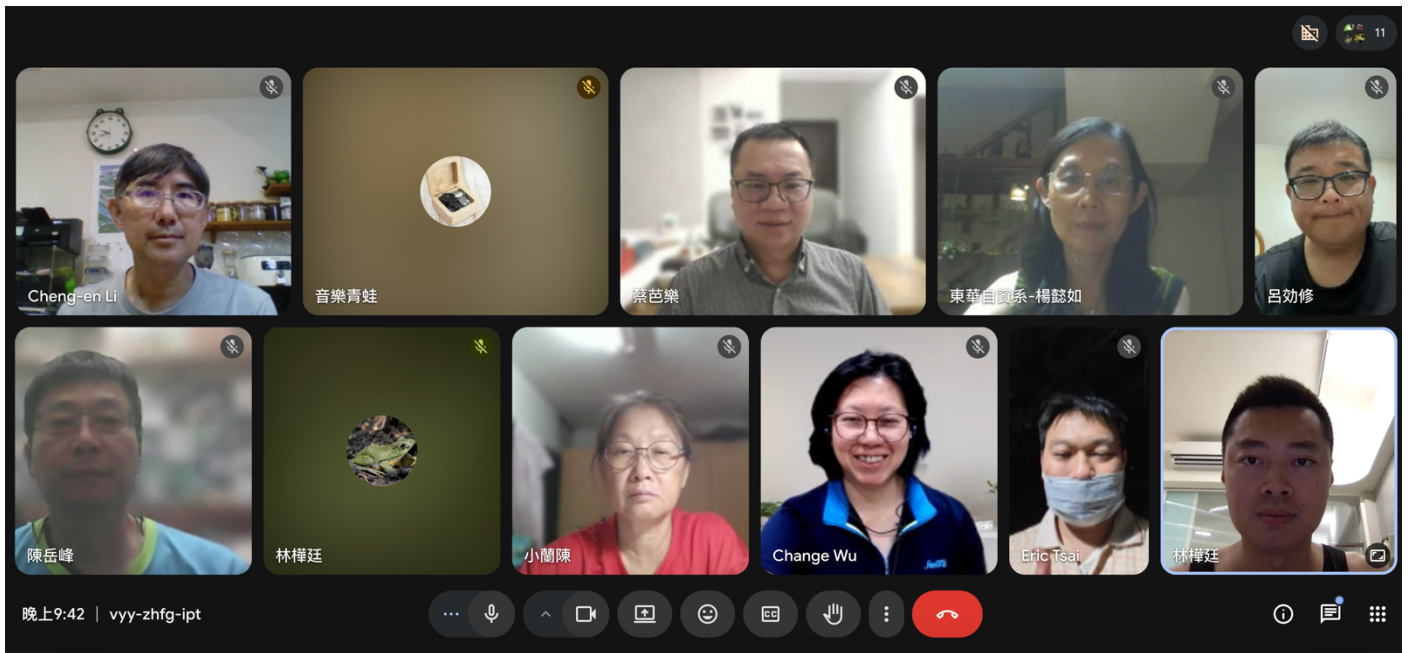 11
Cheng-en Li
音樂青蛙
蔡芭樂
東華自資系-楊懿如
呂効修
陳岳峰
林樺廷
小蘭陳
Change Wu
Eric Tsai
林樺廷
晚上9:42 | vyy-zhfg-ipt
CC